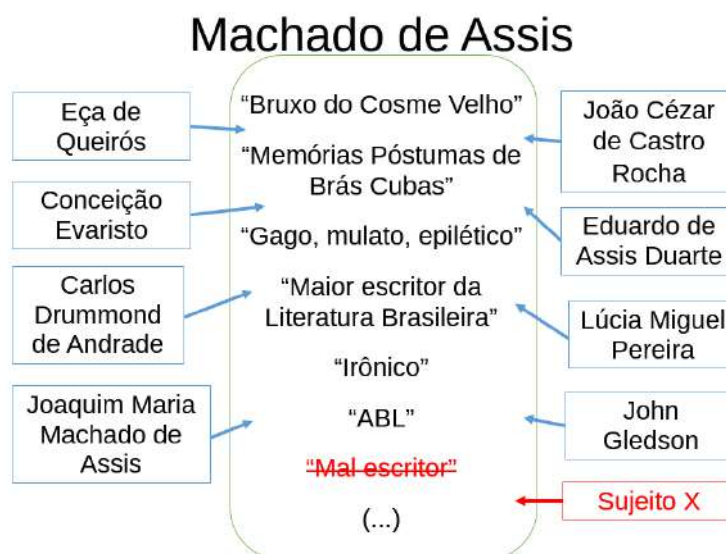 Machado de Assis
Eça de
Queirós
Conceição
Evaristo
Carlos
Drummond
de Andrade
Joaquim Maria
Machado de
Assis
“Bruxo do Cosme Velho”
“Memórias Póstumas de
Brás Cubas”
“Gago, mulato, epilético”
“Maior escritor da
Literatura Brasileira”
“Irônico”
“ABL”
“Mal escritor”
(...)
João Cézar
de Castro
Rocha
Eduardo de
Assis Duarte
Lúcia Miguel
Pereira
John
Gledson
Sujeito X